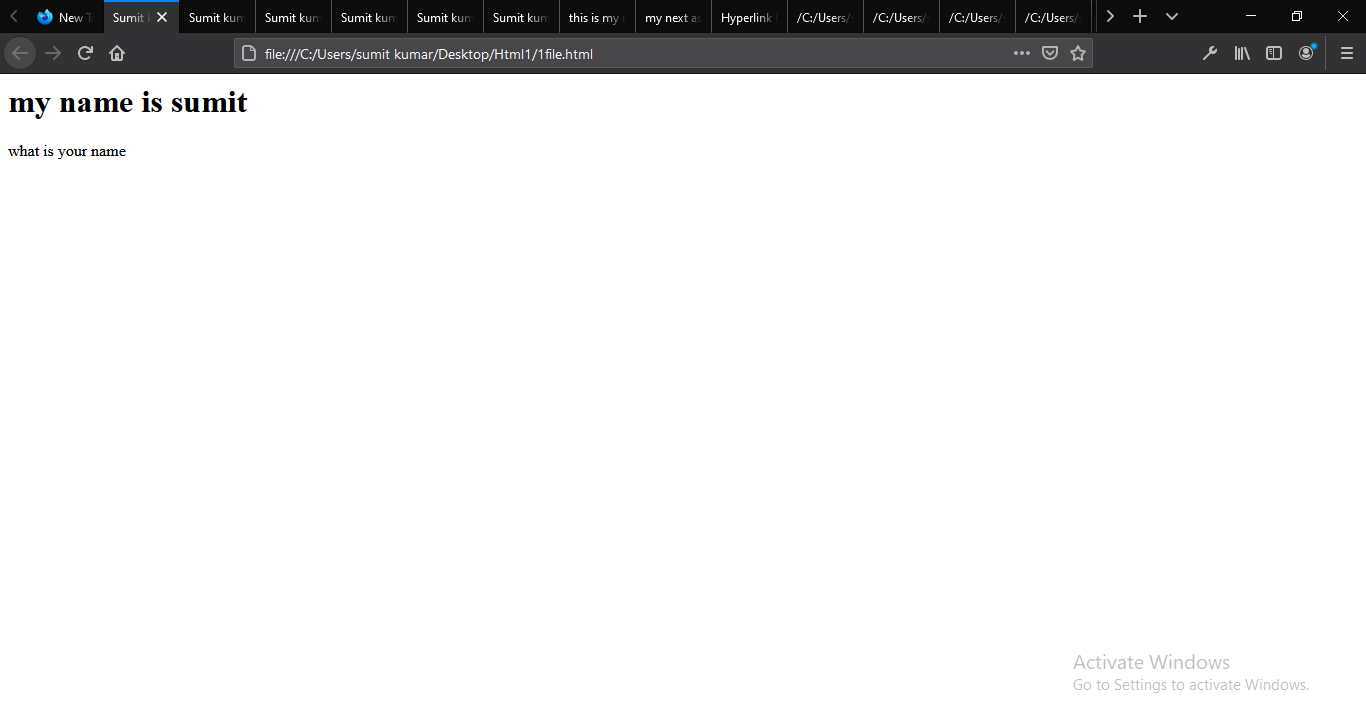 New T
Sumit k
Sumit kum
Sumit kum
Sumit kum
Sumit kum
Sumit kum
this is my
my next as
Hyperlink
/C:/Users/
/C:/Users/
/C:/Users/
/C:/Users/
file:///C:/Users/sumit kumar/Desktop/Html1/1file.html
my name is sumit
what is your name
Activate Windows
Go to Settings to activate Windows.